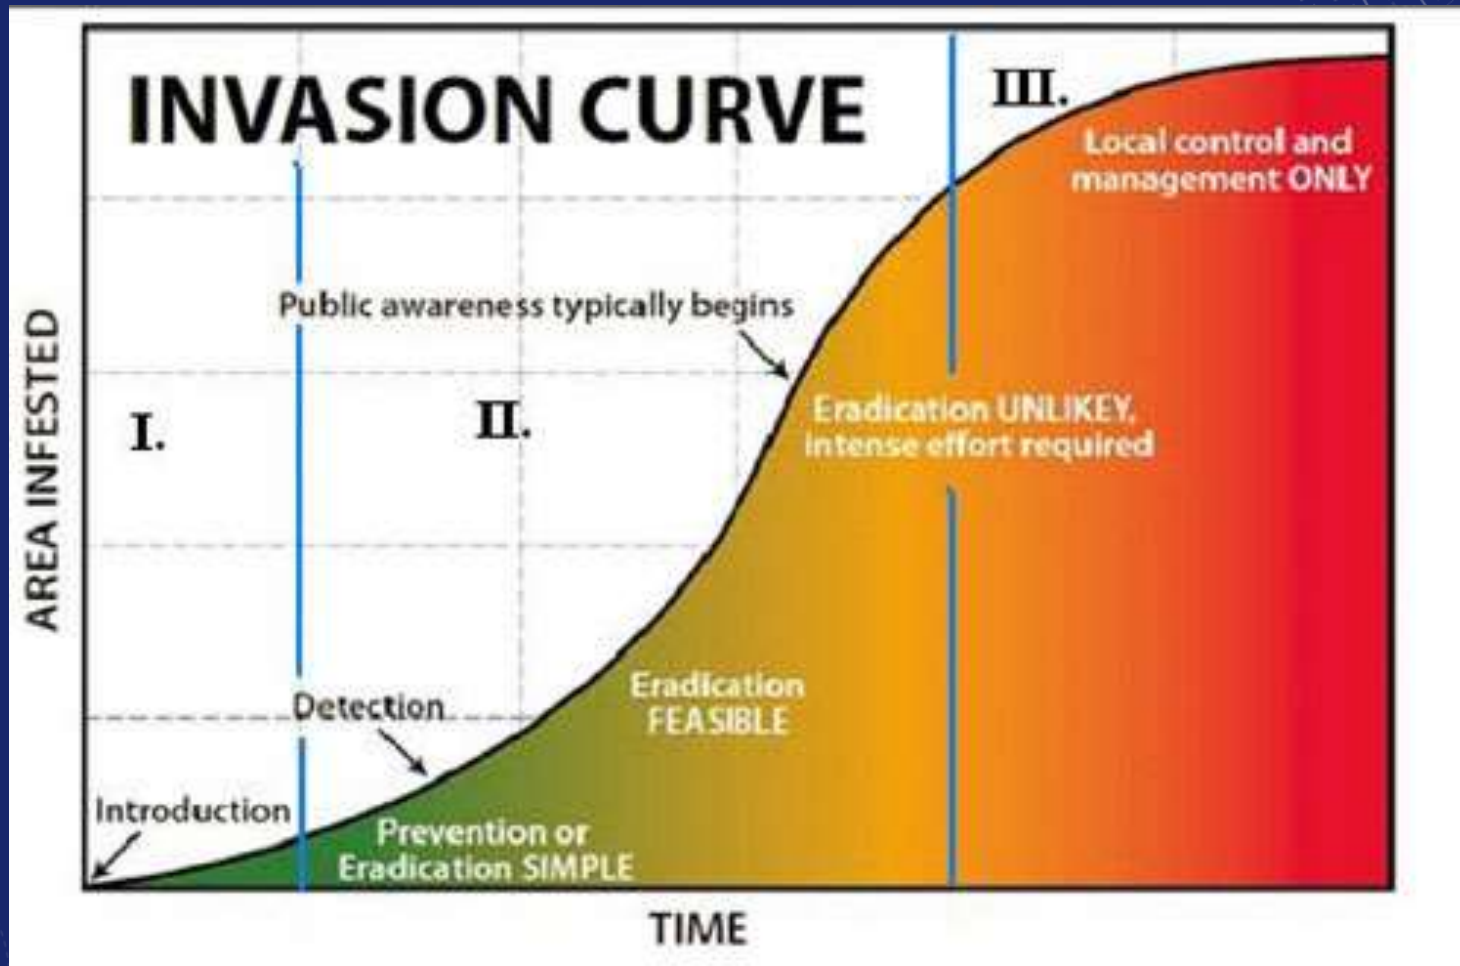 INVASION CURVE
III.
Local control and
management ONLY
Public awareness typically begins
I.
II.
Eradication UNLIKEY,
intense effort required
Eradication
FEASIBLE
Detection
Introduction
Prevention or
Eradication SIMPLE
AREA INFESTED
TIME